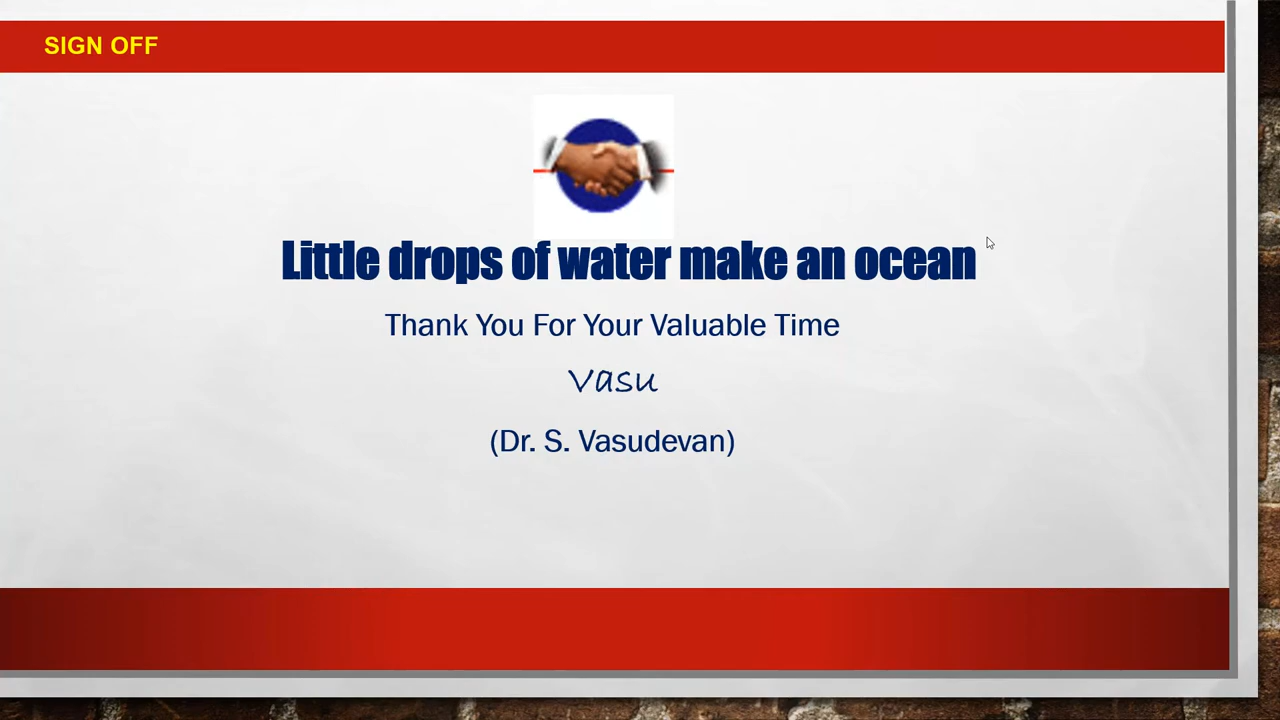 SIGN OFF
Little drops of water make an ocean
Thank You For Your Valuable Time
Vasu
(Dr. S. Vasudevan)